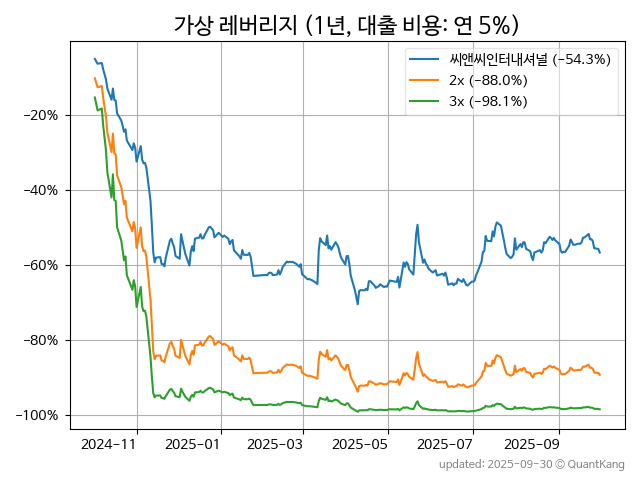 가상 레버리지 (1년, 대출 비용: 연 5%)
씨앤씨인터내셔널 (−54.3%)
2x (−88.0%)
3x (−98.1%)
−20%
−40%
−60%
−80%
−100%
2024-11
2025-01
2025-03
2025-05
2025-07
2025-09
updated: 2025-09-30 © QuantKang